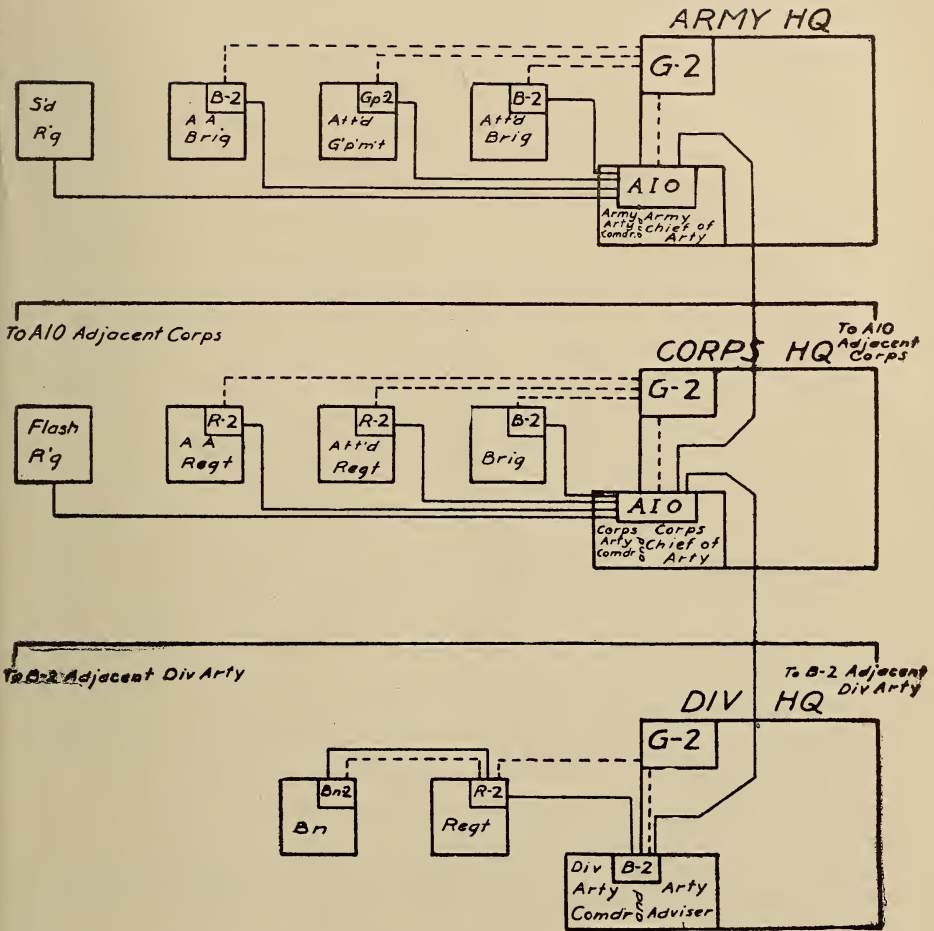 ARMY HQ
G-2
S'd
R'g
B-2
A A
Brig
Gp-2
Att'd
G'p'm't
B-2
Att'd
Brig
AIO
Army
Arty
Comdr.
and
Army
Chief of
Arty
To AIO Adjacent Corps
To AIO
Adjacent
Corps
CORPS HQ
G-2
Flash
R'g
R-2
A A
Regt
R-2
Att'd
Regt
B-2
Brig
AIO
Corps
Arty
Comdr
and
Corps
Chief of
Arty
To B-2 Adjacent Div Arty
To B-2 Adjacent
Div Arty
DIV HQ
G-2
Bn-2
Bn
R-2
Regt
B-2
Div
Arty
Comdr
and
Arty
Adviser